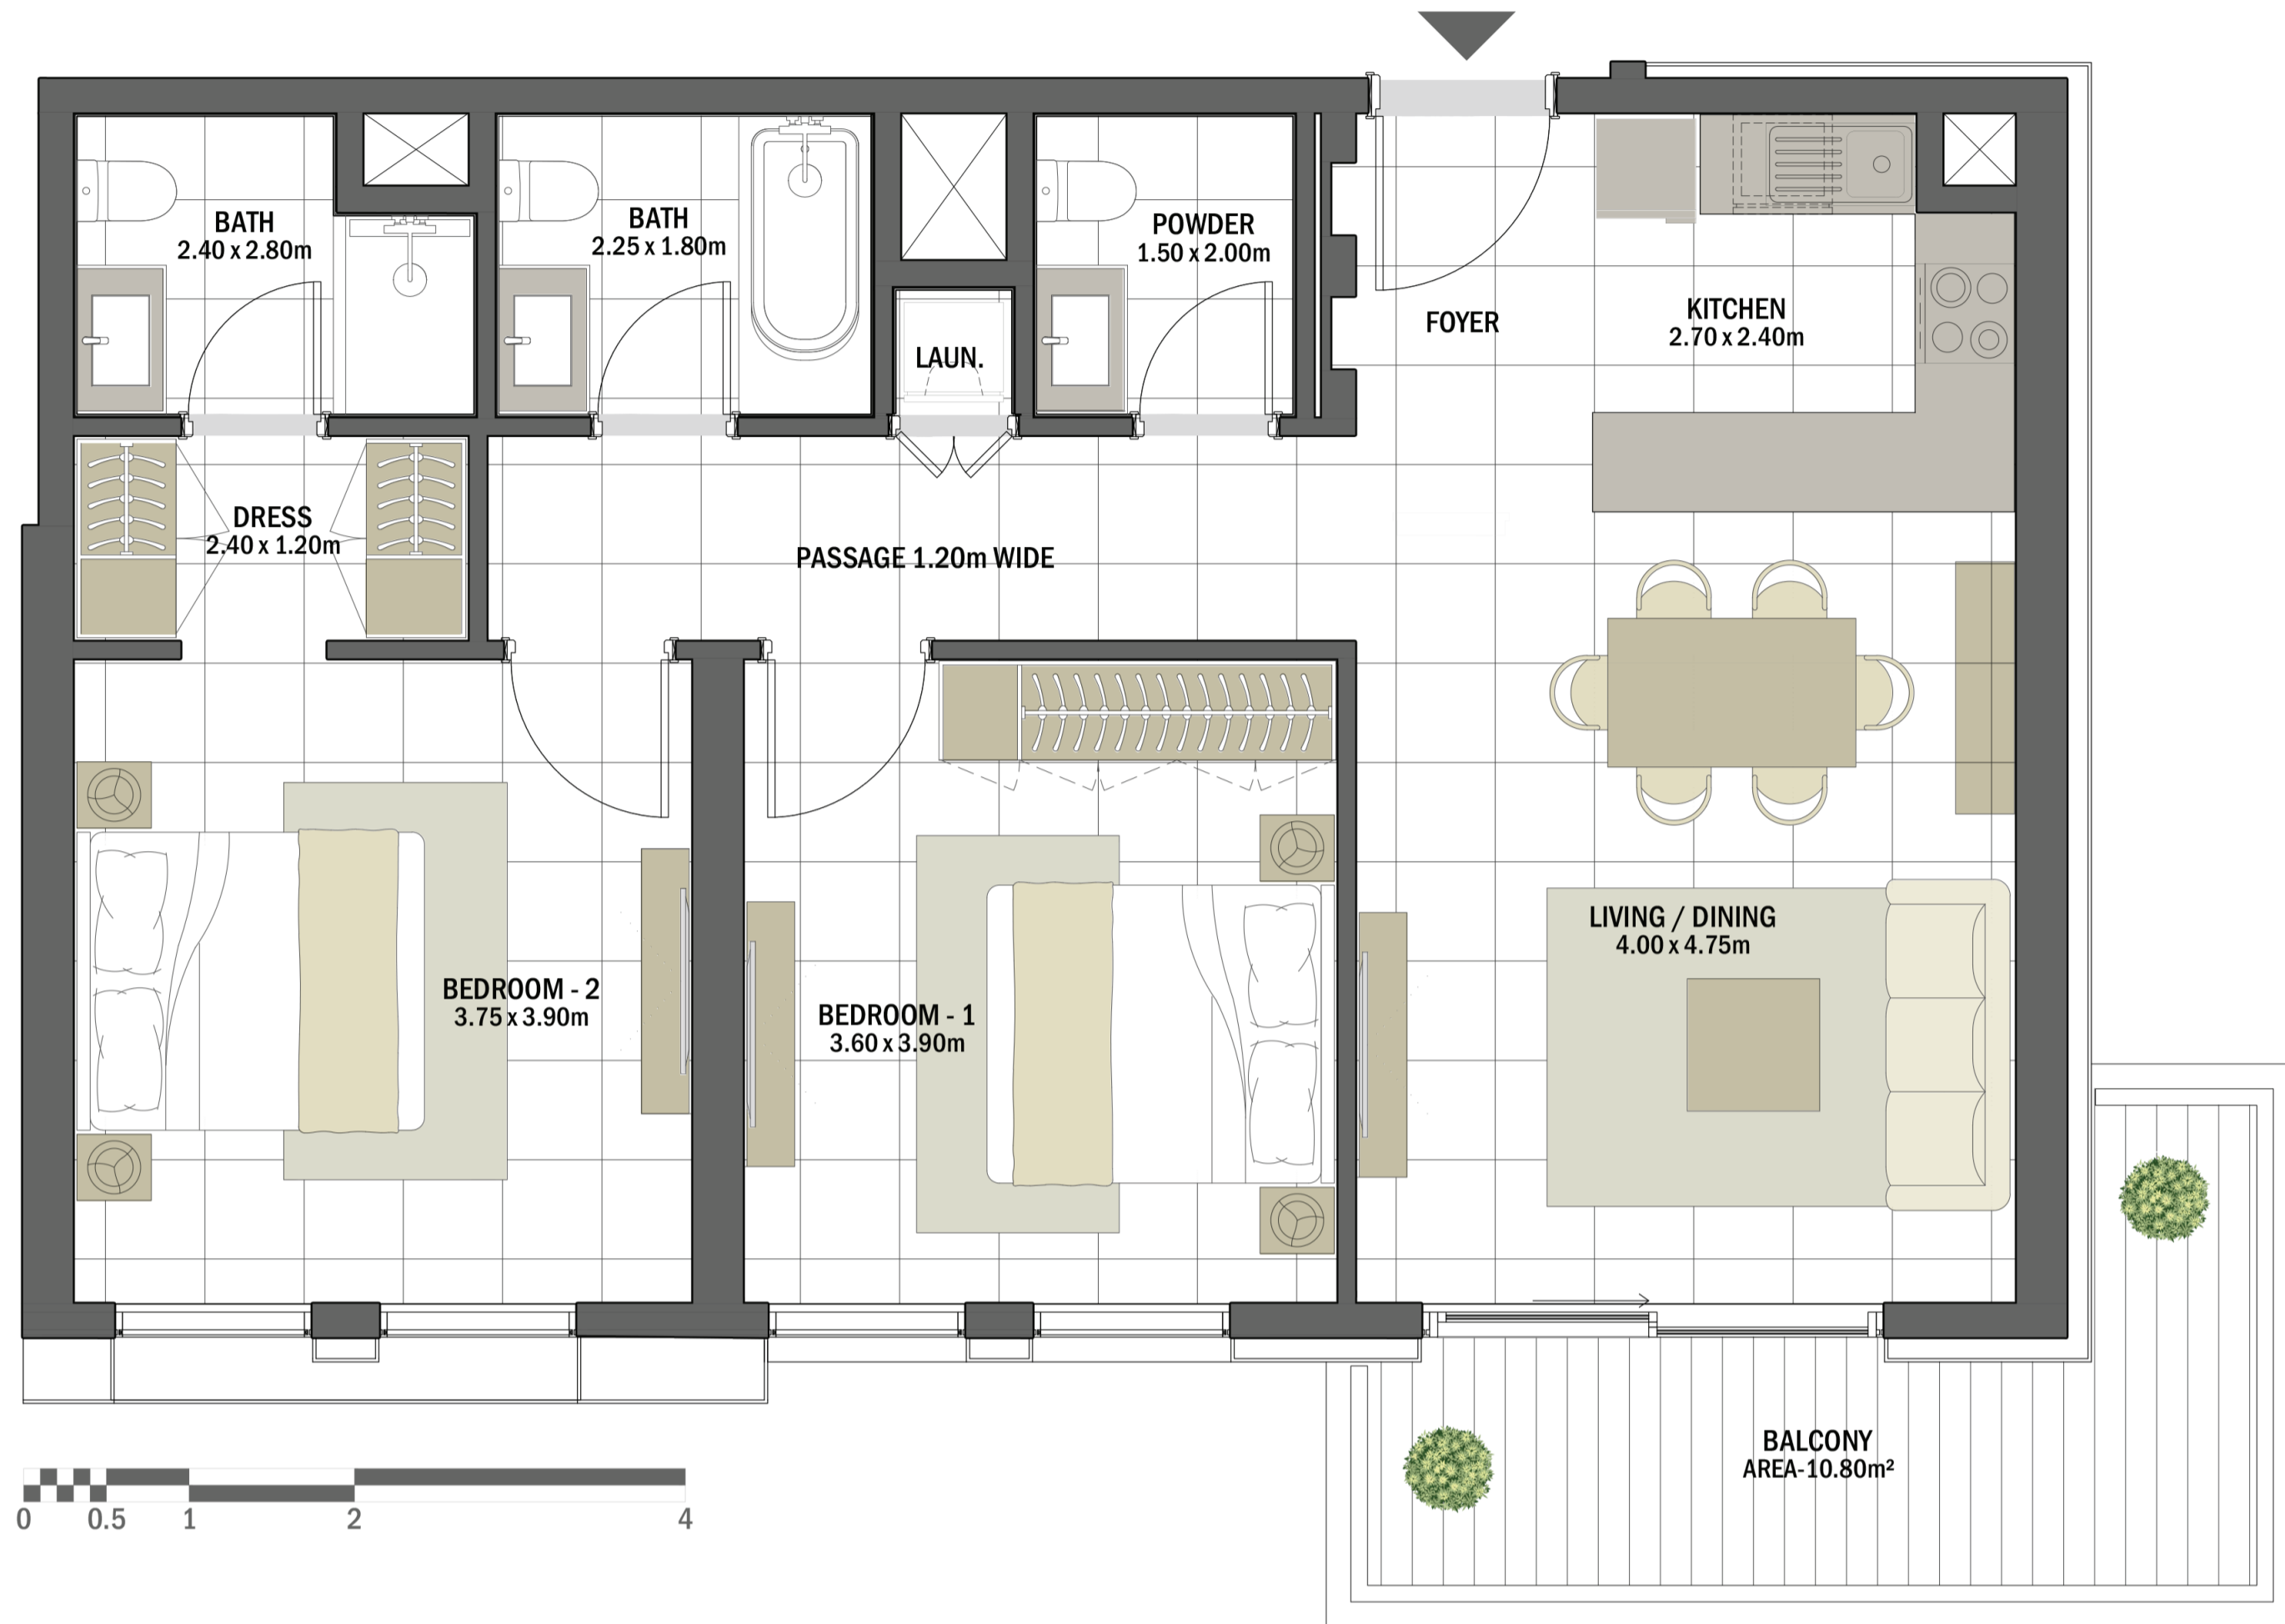 BATH
2.40 x 2.80m
BATH
2.25 x 1.80m
POWDER
1.50 x 2.00m
LAUN.
FOYER
KITCHEN
2.70 x 2.40m
DRESS
2.40 x 1.20m
PASSAGE 1.20m WIDE
BEDROOM - 2
3.75 x 3.90m
BEDROOM - 1
3.60 x 3.90m
LIVING / DINING
4.00 x 4.75m
BALCONY
AREA-10.80m²
0 0.5 1 2 4